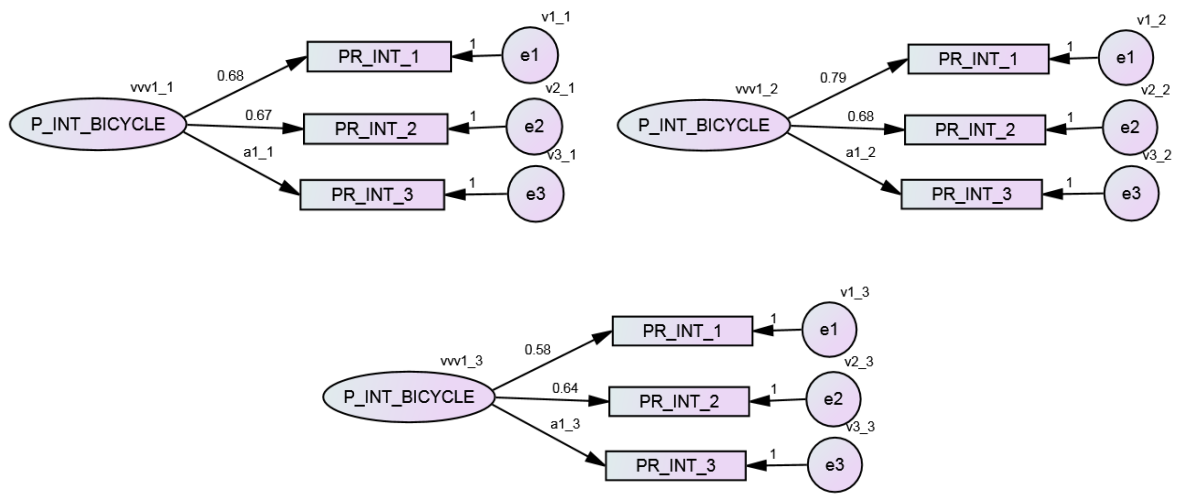 v1_1
PR_INT_1
1
e1
0.68
vvv1_1
v2_1
P_INT_BICYCLE
0.67
PR_INT_2
1
e2
a1_1
v3_1
PR_INT_3
1
e3
v1_2
PR_INT_1
1
e1
0.79
vvv1_2
v2_2
P_INT_BICYCLE
0.68
PR_INT_2
1
e2
a1_2
v3_2
PR_INT_3
1
e3
v1_3
PR_INT_1
1
e1
0.58
vvv1_3
v2_3
P_INT_BICYCLE
0.64
PR_INT_2
1
e2
a1_3
v3_3
PR_INT_3
1
e3